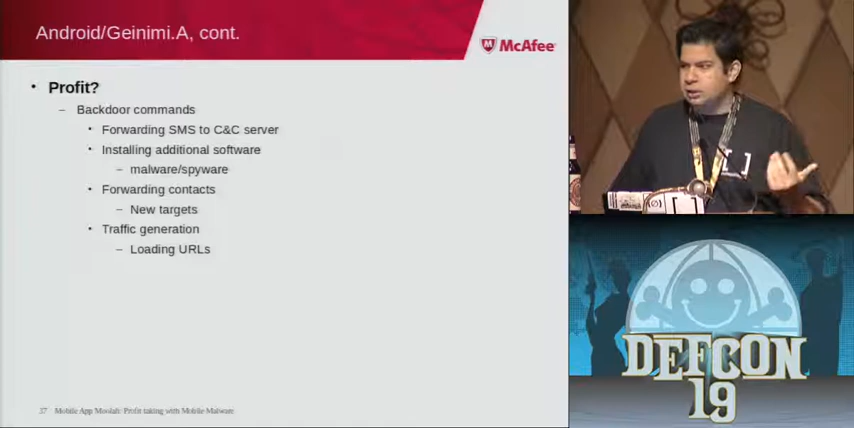 Android/Geinimi.A, cont.
McAfee
• Profit?
– Backdoor commands
• Forwarding SMS to C&C server
• Installing additional software
– malware/spyware
• Forwarding contacts
– New targets
• Traffic generation
– Loading URLs
37 Mobile App Moolah: Profit taking with Mobile Malware
DEFCON
19